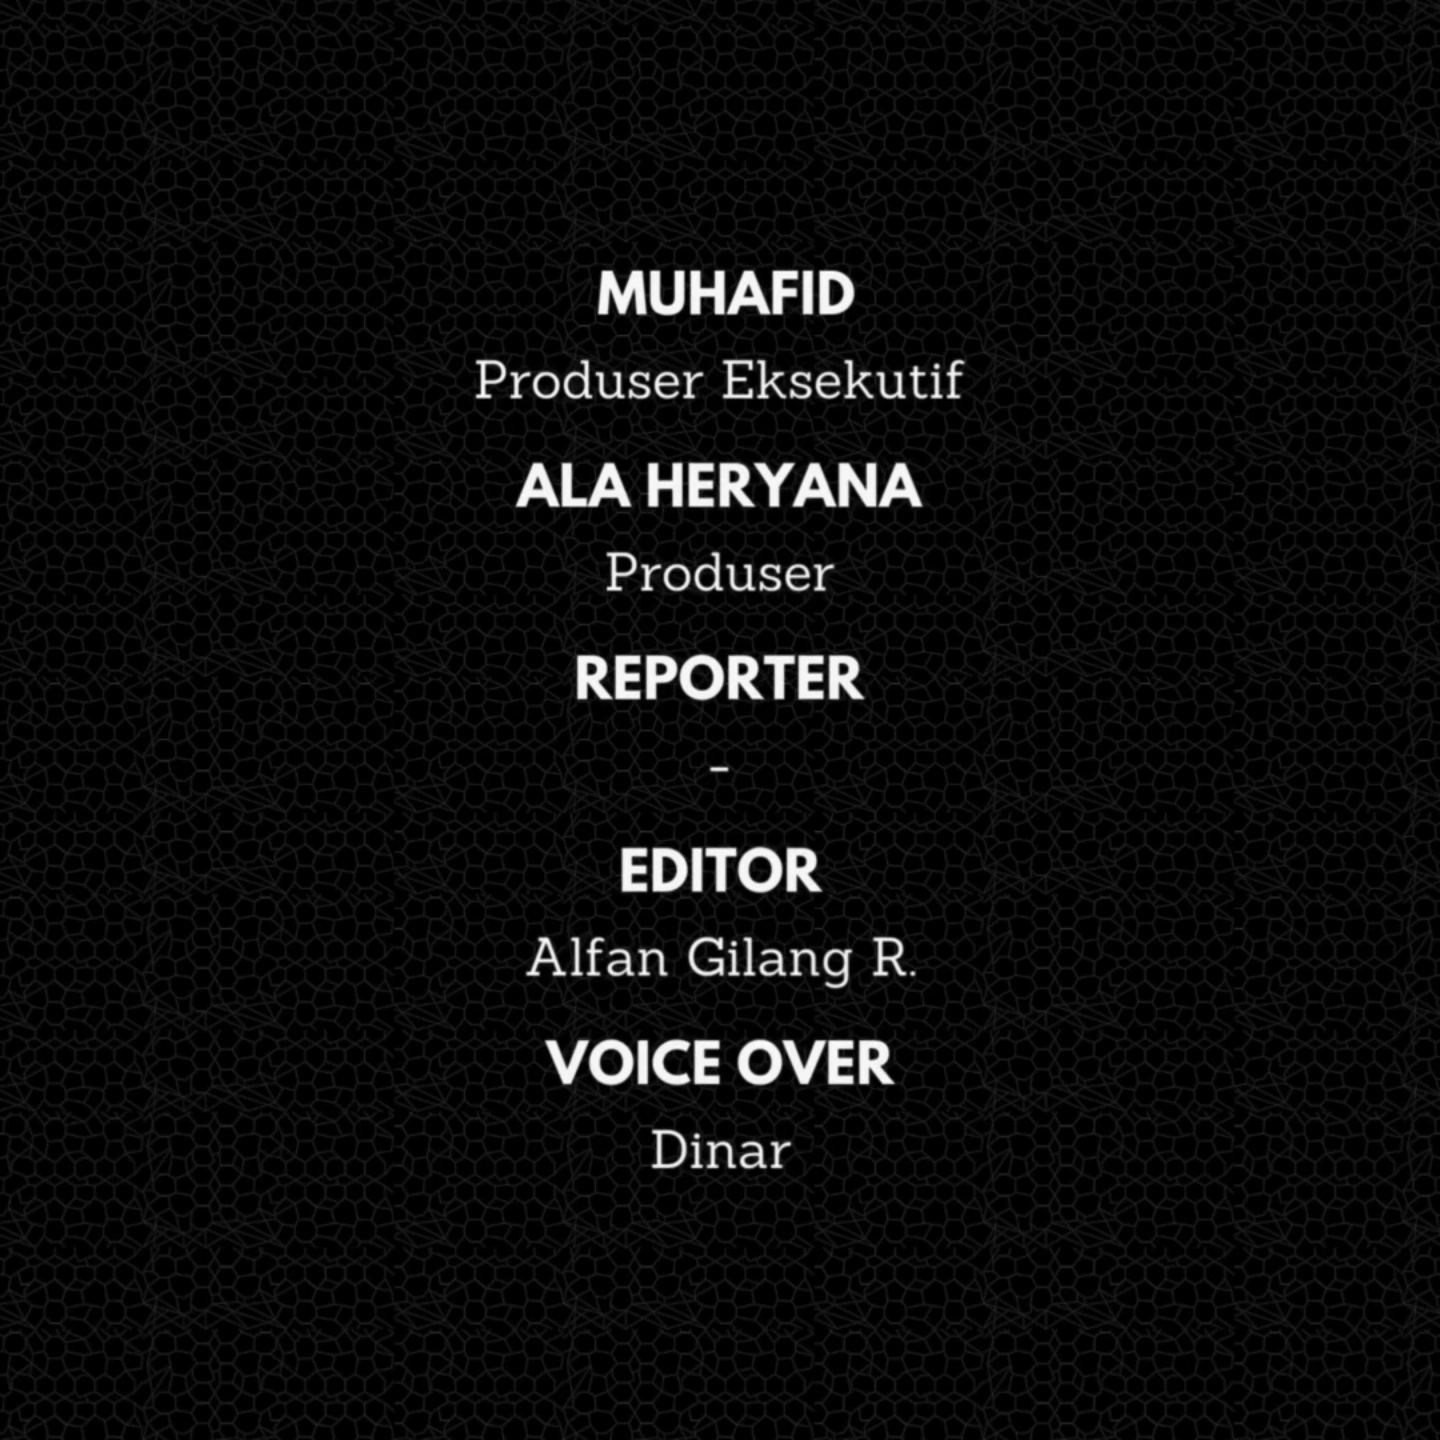 MUHAFID
Produser Eksekutif
ALA HERYANA
Produser
REPORTER
-
EDITOR
Alfan Gilang R.
VOICE OVER
Dinar